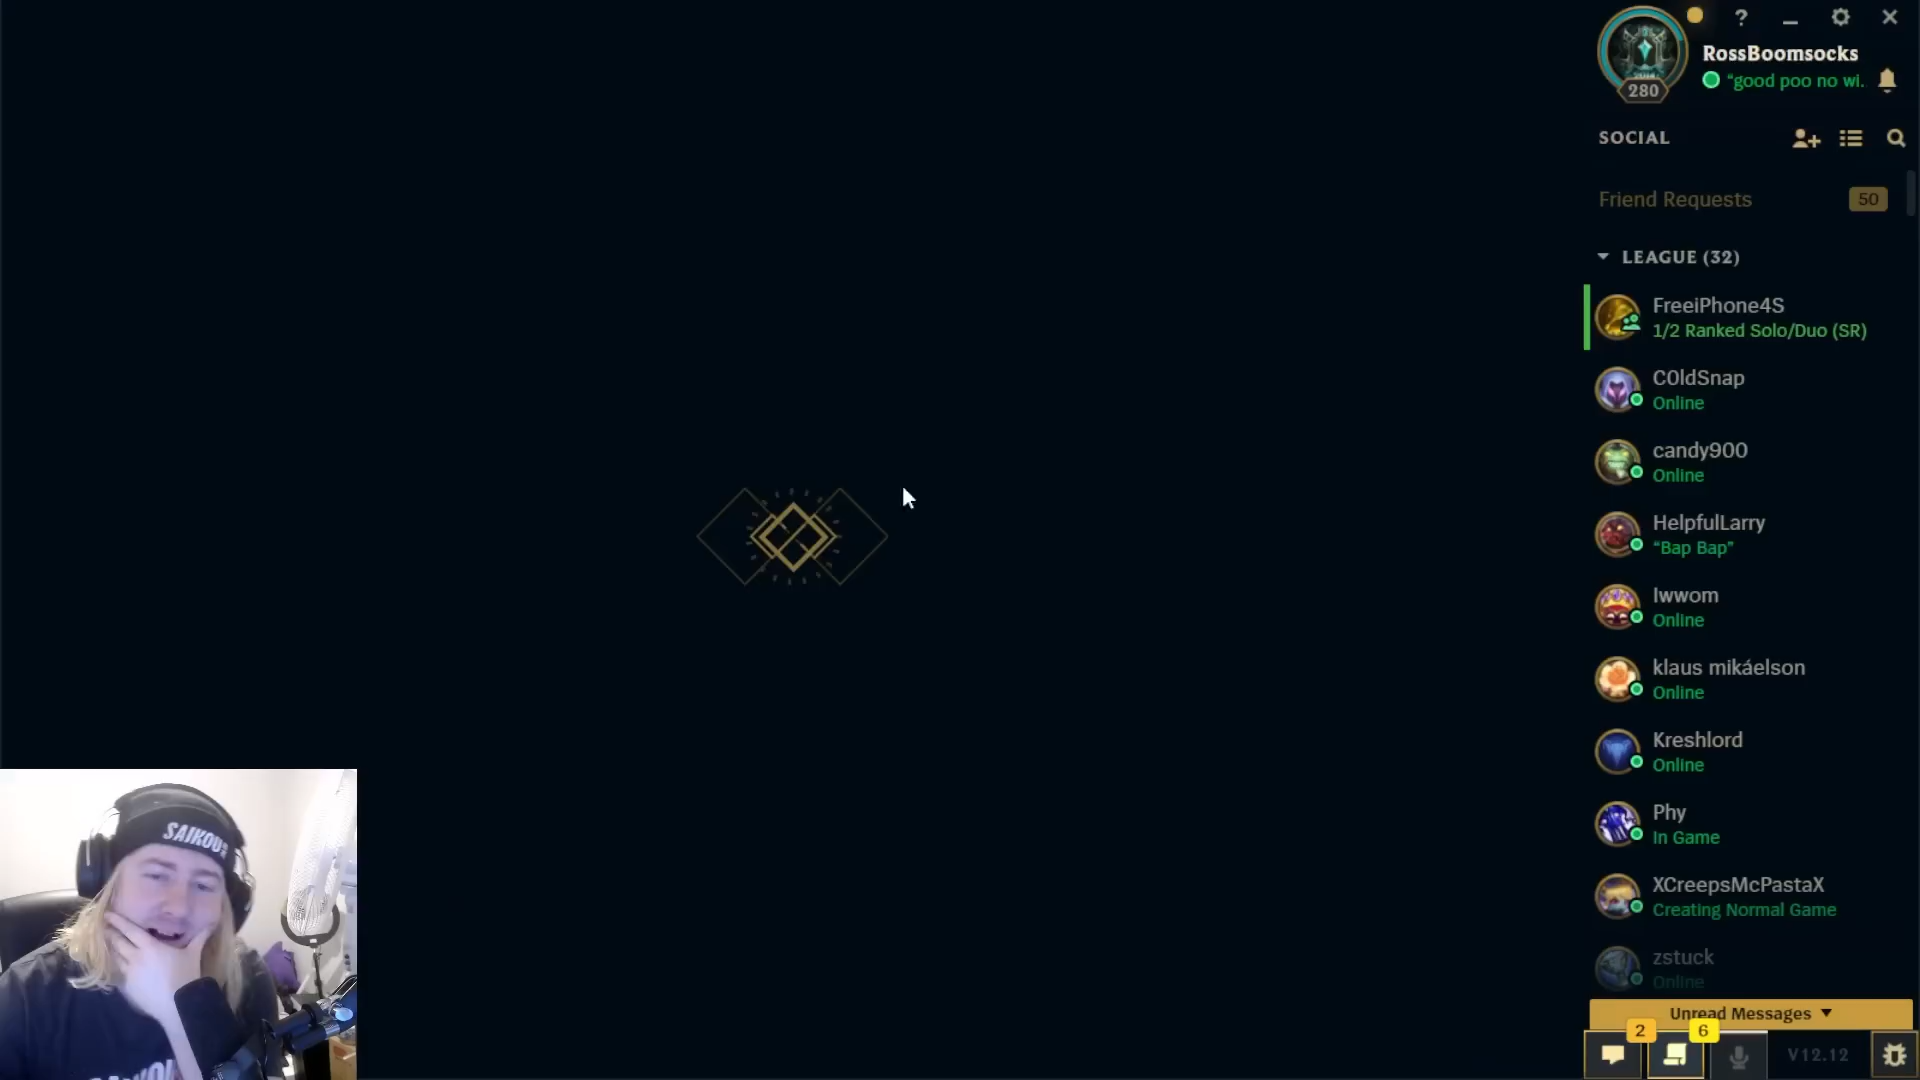 RossBoomsocks
280
“good poo no wi..
SOCIAL
Friend Requests
50
LEAGUE (32)
FreeiPhone4S
1/2 Ranked Solo/Duo (SR)
C0ldSnap
Online
candy900
Online
HelpfulLarry
“Bap Bap”
lwwom
Online
klaus mikáelson
Online
Kreshlord
Online
Phy
In Game
XCreepsMcPastaX
Creating Normal Game
zstuck
Online
Unread Messages
2
6
V12.12
SAIKOU